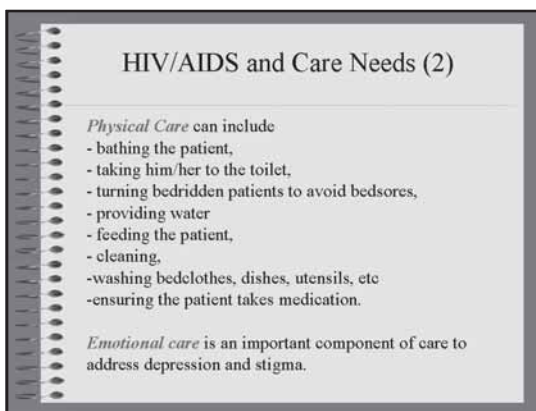 HIV/AIDS and Care Needs (2)
Physical Care can include
- bathing the patient,
- taking him/her to the toilet,
- turning bedridden patients to avoid bedsores,
- providing water
- feeding the patient,
- cleaning,
-washing bedclothes, dishes, utensils, etc
-ensuring the patient takes medication.
Emotional care is an important component of care to
address depression and stigma.